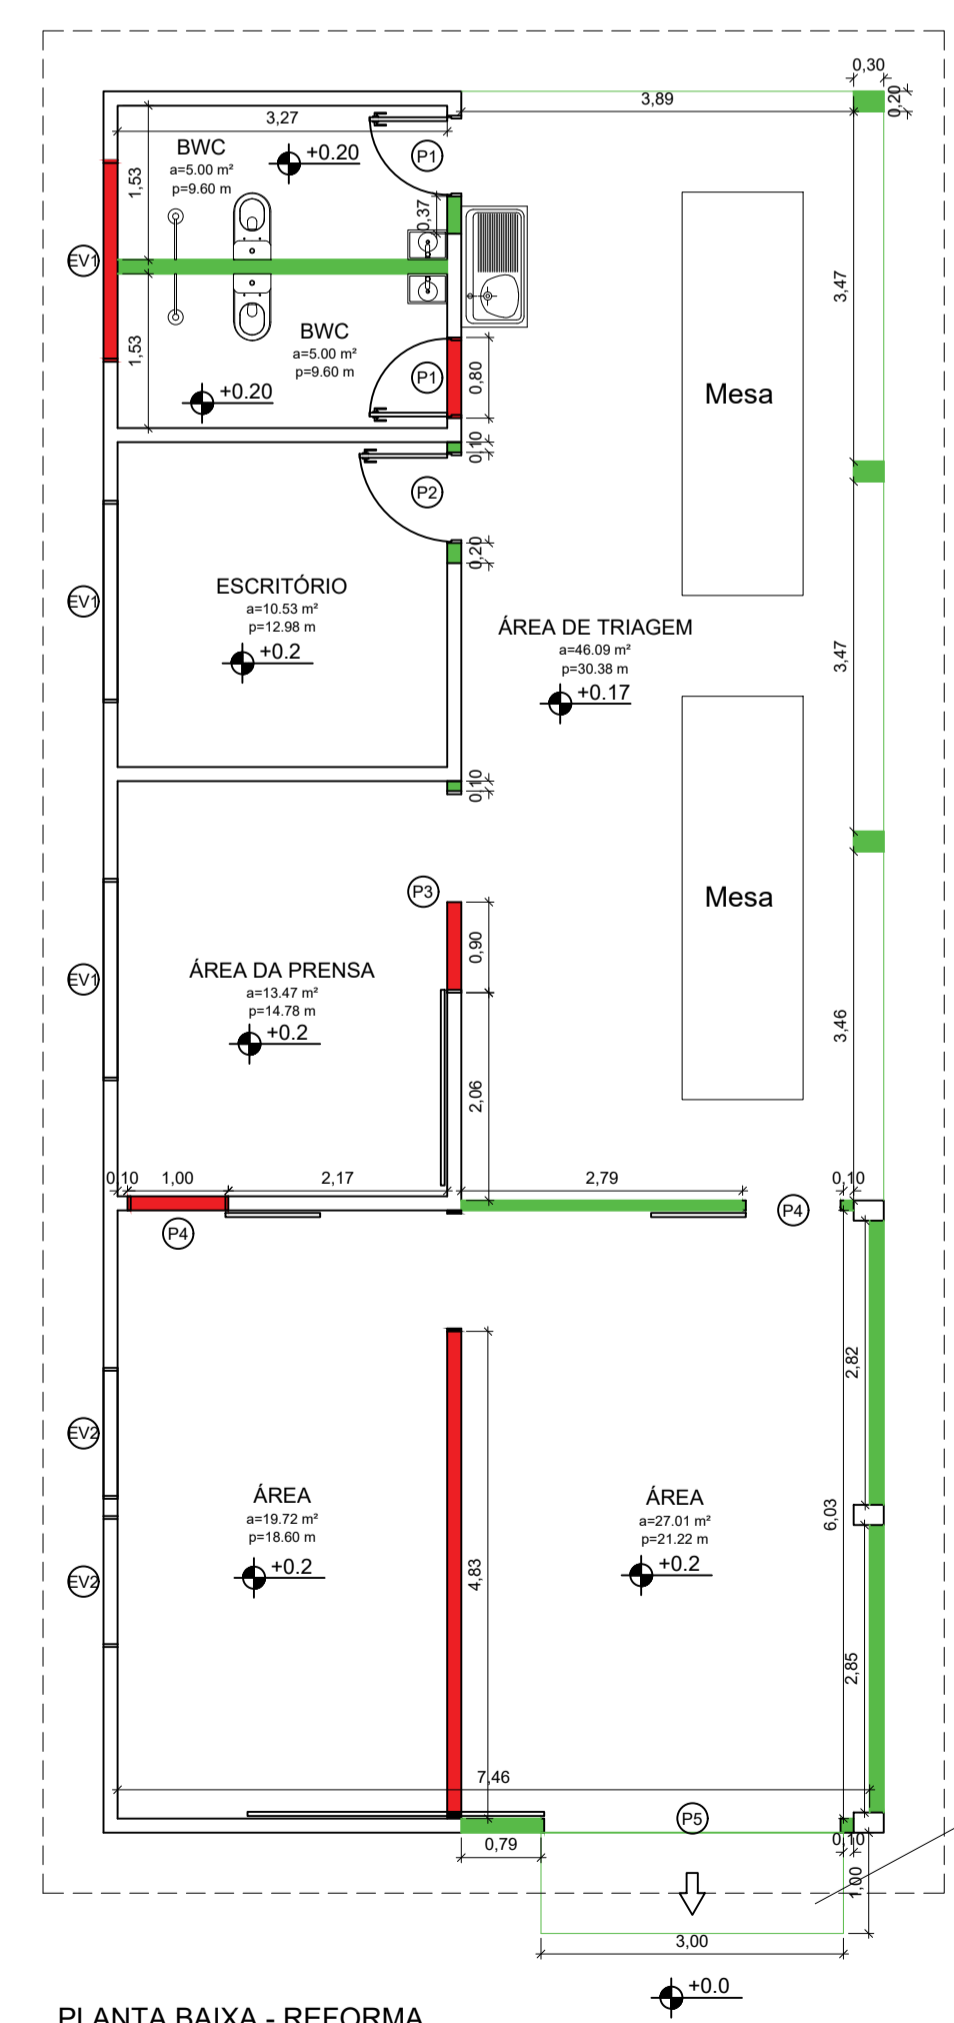 0,30
3,89
0,20
3,27
BWC
a=5.00 m²
p=9.60 m
+0.20
P1
1,53
0,37
EV1
3,47
1,53
BWC
a=5.00 m²
p=9.60 m
P1
0,80
+0.20
Mesa
0,10
P2
0,20
ESCRITÓRIO
a=10.53 m²
p=12.98 m
+0.2
EV1
ÁREA DE TRIAGEM
a=46.09 m²
p=30.38 m
+0.17
3,47
0,10
P3
Mesa
0,90
ÁREA DA PRENSA
a=13.47 m²
p=14.78 m
+0.2
EV1
3,46
2,06
0,10
1,00
2,17
2,79
0,10
P4
P4
2,82
EV2
ÁREA
a=19.72 m²
p=18.60 m
+0.2
ÁREA
a=27.01 m²
p=21.22 m
+0.2
6,03
EV2
4,83
2,85
7,46
P5
0,79
0,10
1,00
3,00
+0.0
PLANTA BAIXA - REFORMA